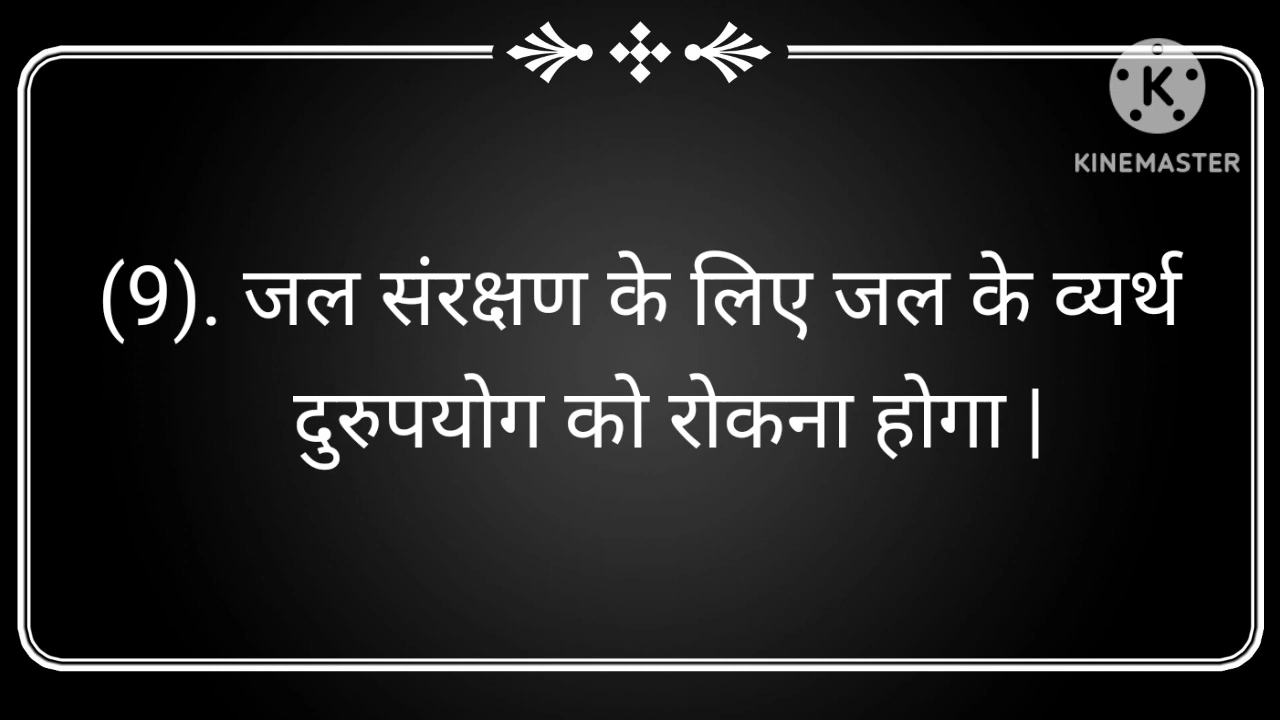 K
KINEMASTER
(9). जल संरक्षण के लिए जल के व्यर्थ
दुरुपयोग को रोकना होगा |